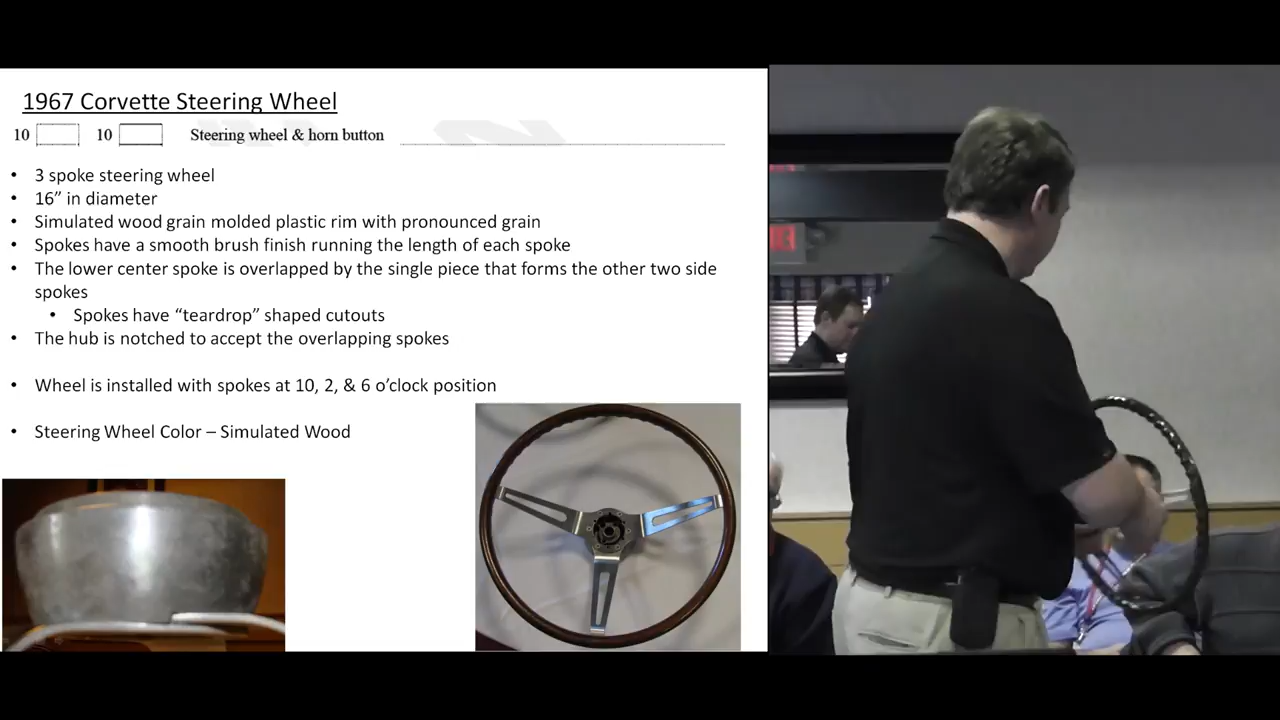 1967 Corvette Steering Wheel
10 10 Steering wheel & horn button
• 3 spoke steering wheel
• 16” in diameter
• Simulated wood grain molded plastic rim with pronounced grain
• Spokes have a smooth brush finish running the length of each spoke
• The lower center spoke is overlapped by the single piece that forms the other two side
spokes
• Spokes have “teardrop” shaped cutouts
• The hub is notched to accept the overlapping spokes
• Wheel is installed with spokes at 10, 2, & 6 o’clock position
• Steering Wheel Color – Simulated Wood